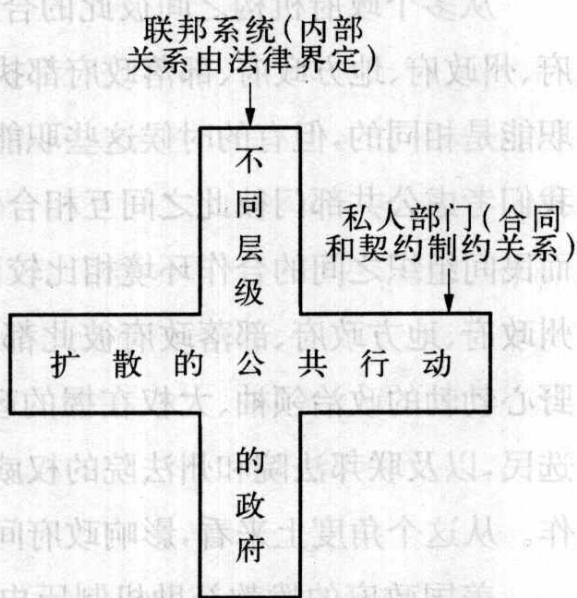 联邦系统(内部
关系由法律界定)
不同层级
私人部门(合同
和契约制约关系)
扩散的公共行动
的政府